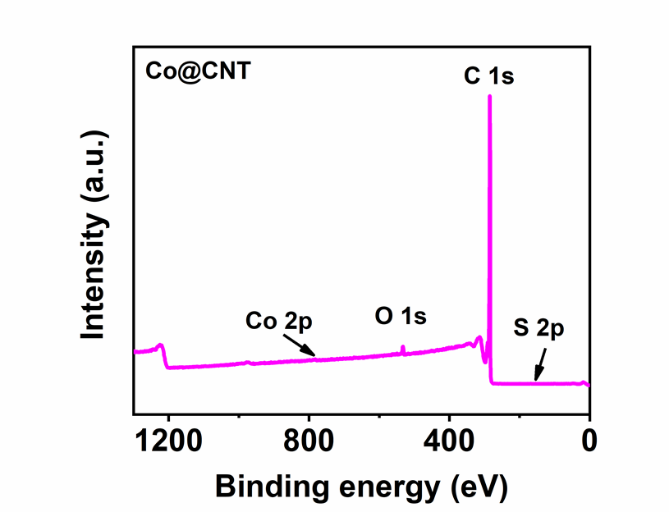 Co@CNT
C 1s
Co 2p
O 1s
S 2p
Intensity (a.u.)
1200 800 400 0
Binding energy (eV)